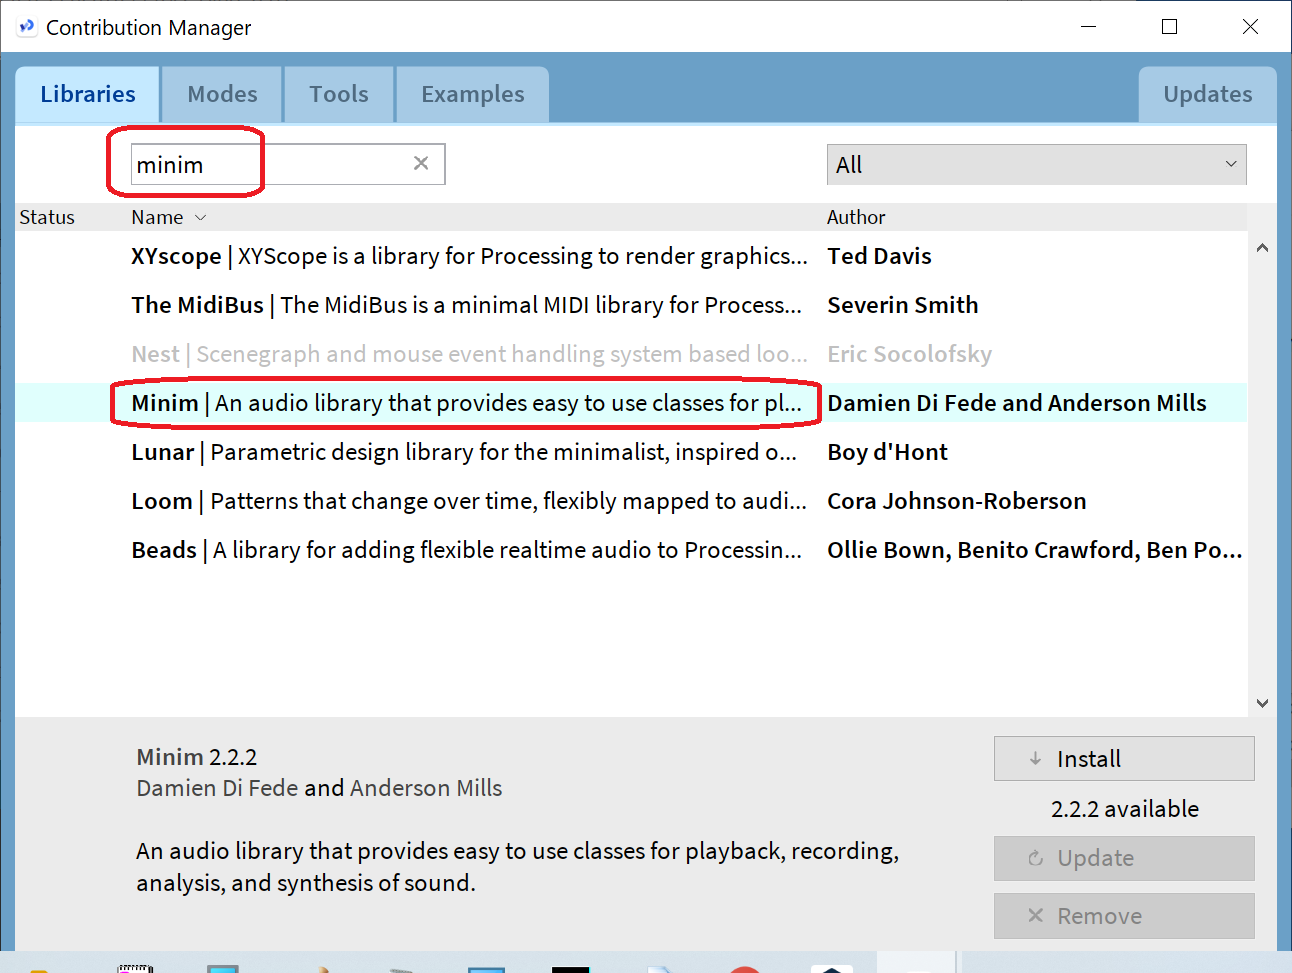 Contribution Manager
Libraries Modes Tools Examples Updates
minim All
Status Name Author
XYscope | XYScope is a library for Processing to render graphics... Ted Davis
The MidiBus | The MidiBus is a minimal MIDI library for Process... Severin Smith
Nest | Scenegraph and mouse event handling system based loo... Eric Socolofsky
Minim | An audio library that provides easy to use classes for pl... Damien Di Fede and Anderson Mills
Lunar | Parametric design library for the minimalist, inspired o... Boy d'Hont
Loom | Patterns that change over time, flexibly mapped to audi... Cora Johnson-Roberson
Beads | A library for adding flexible realtime audio to Processin... Ollie Bown, Benito Crawford, Ben Po...
Minim 2.2.2
Damien Di Fede and Anderson Mills
An audio library that provides easy to use classes for playback, recording,
analysis, and synthesis of sound.
Install
2.2.2 available
Update
Remove